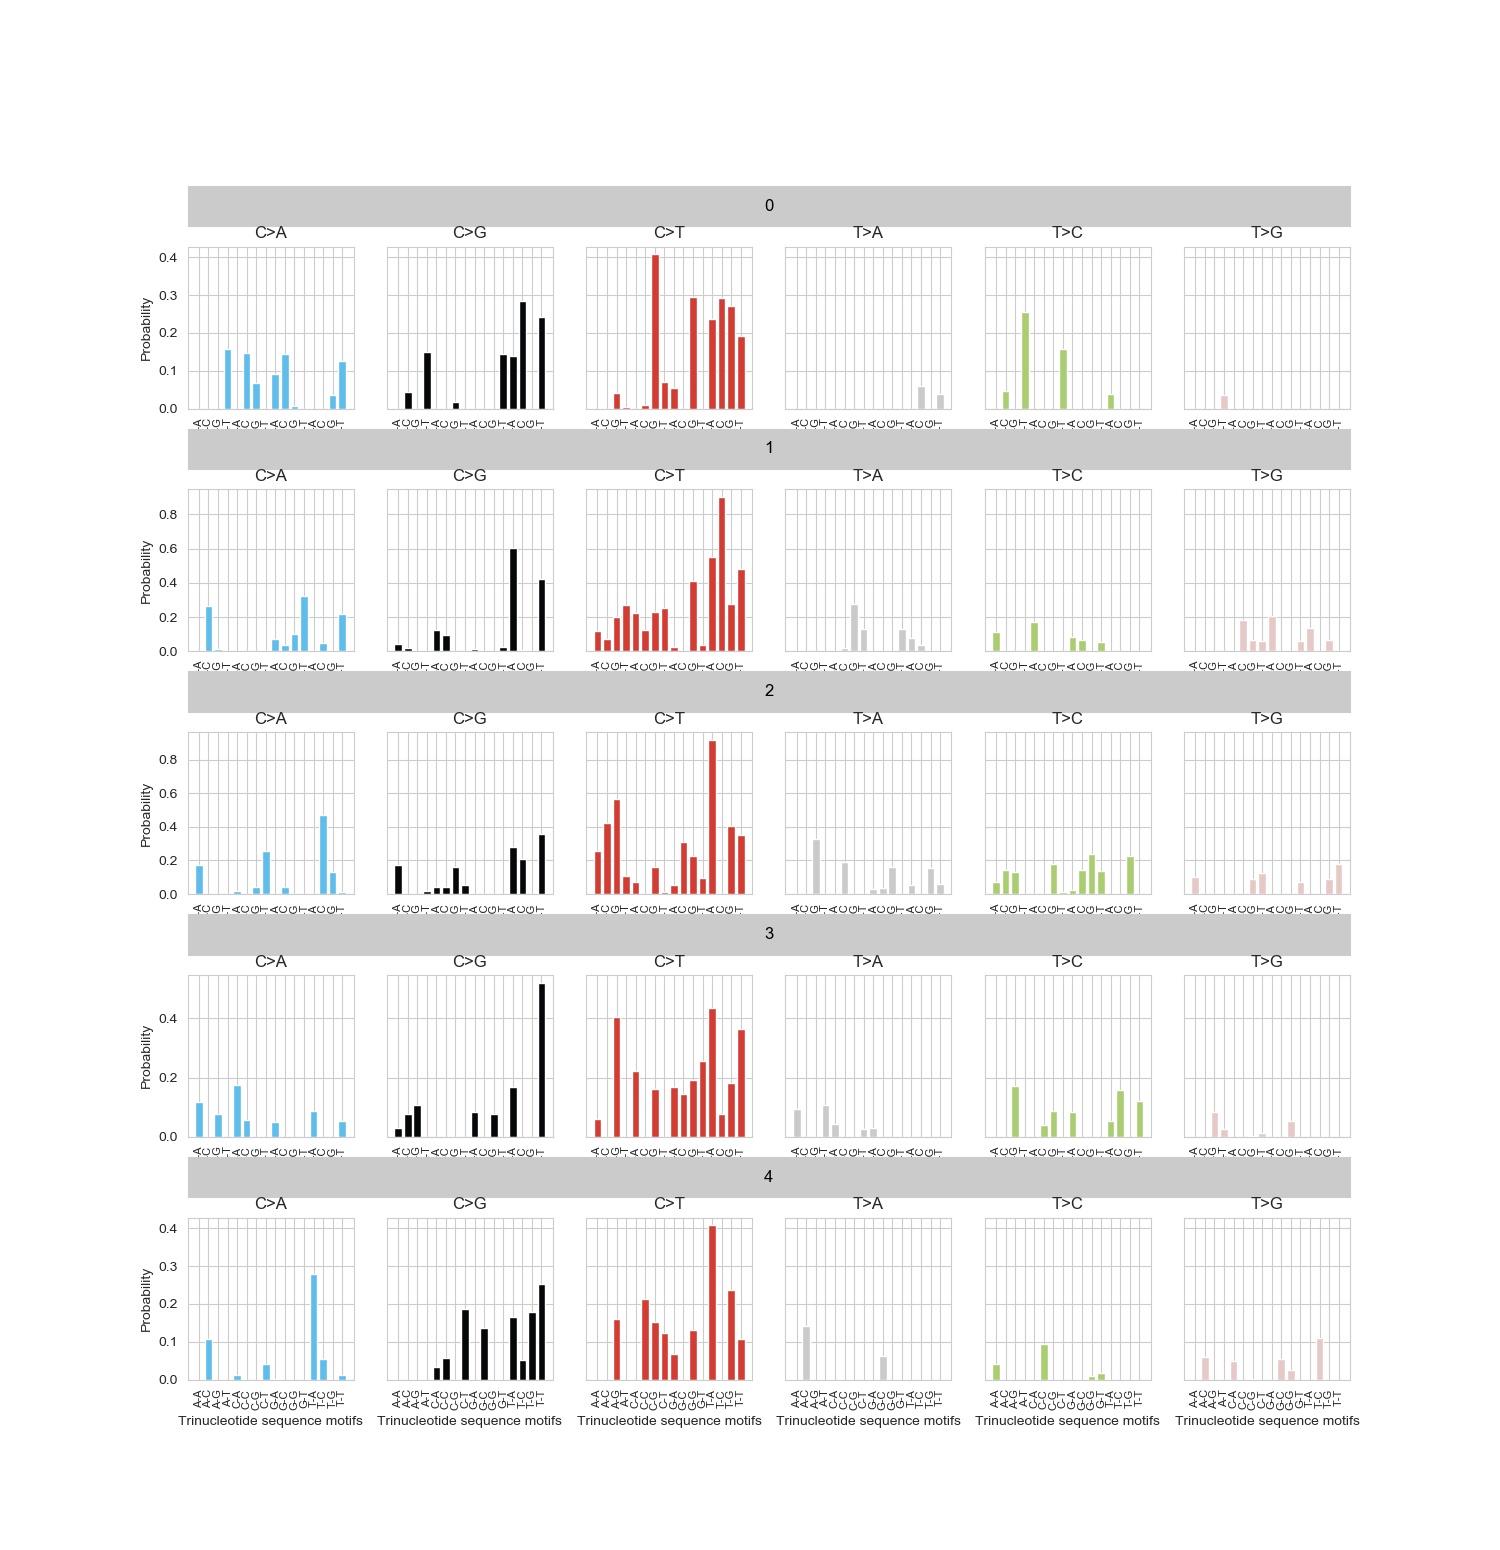 0
C>A C>G C>T T>A T>C T>G
Probability
0.4
0.3
0.2
0.1
0.0
1
C>A C>G C>T T>A T>C T>G
Probability
0.8
0.6
0.4
0.2
0.0
2
C>A C>G C>T T>A T>C T>G
Probability
0.8
0.6
0.4
0.2
0.0
3
C>A C>G C>T T>A T>C T>G
Probability
0.4
0.2
0.0
4
C>A C>G C>T T>A T>C T>G
Probability
0.4
0.3
0.2
0.1
0.0
A-A A-C A-G A-T C-A C-C C-G C-T G-A G-C G-G G-T T-A T-C T-G T-T
A-A A-C A-G A-T C-A C-C C-G C-T G-A G-C G-G G-T T-A T-C T-G T-T
A-A A-C A-G A-T C-A C-C C-G C-T G-A G-C G-G G-T T-A T-C T-G T-T
A-A A-C A-G A-T C-A C-C C-G C-T G-A G-C G-G G-T T-A T-C T-G T-T
A-A A-C A-G A-T C-A C-C C-G C-T G-A G-C G-G G-T T-A T-C T-G T-T
A-A A-C A-G A-T C-A C-C C-G C-T G-A G-C G-G G-T T-A T-C T-G T-T
Trinucleotide sequence motifs Trinucleotide sequence motifs Trinucleotide sequence motifs Trinucleotide sequence motifs Trinucleotide sequence motifs Trinucleotide sequence motifs